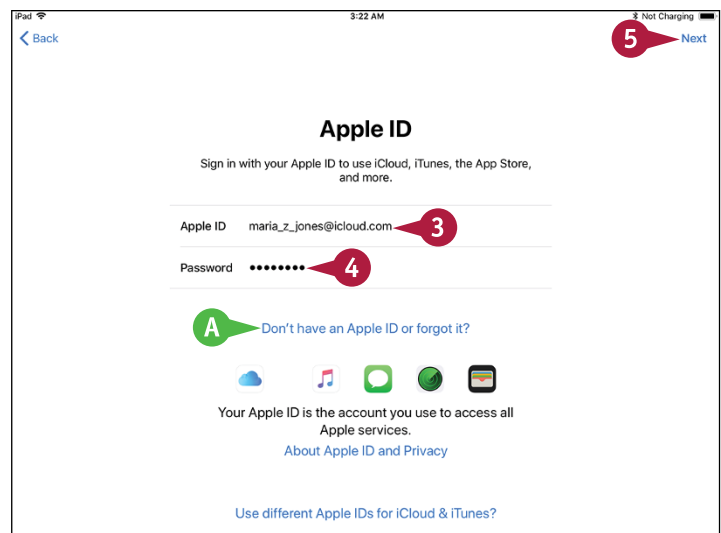 iPad 3:22 AM Not Charging
Back 5 Next
Apple ID
Sign in with your Apple ID to use iCloud, iTunes, the App Store,
and more.
Apple ID maria_z_jones@icloud.com 3
Password ●●●●●●●● 4
A Don't have an Apple ID or forgot it?
Your Apple ID is the account you use to access all
Apple services.
About Apple ID and Privacy
Use different Apple IDs for iCloud & iTunes?